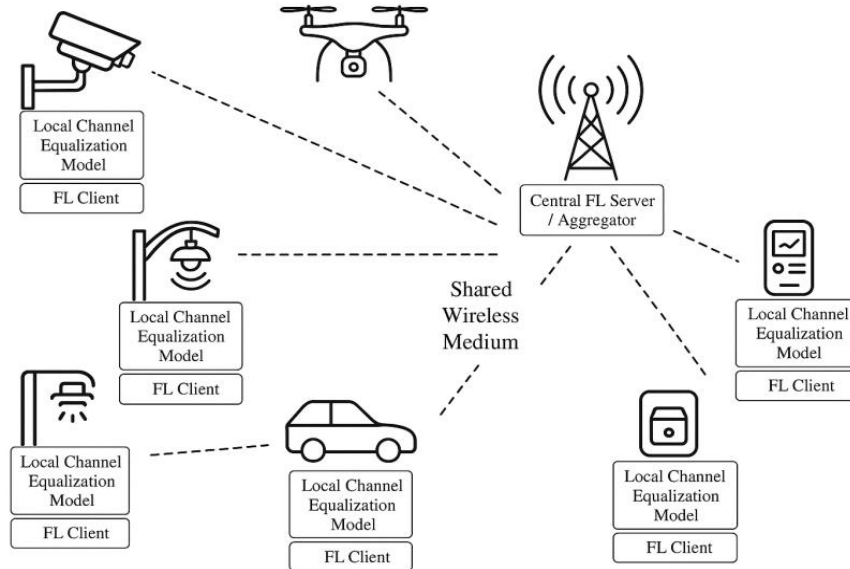 Local Channel
Equalization
Model
FL Client
Central FL Server
/ Aggregator
Local Channel
Equalization
Model
FL Client
Shared
Wireless
Medium
Local Channel
Equalization
Model
FL Client
Local Channel
Equalization
Model
FL Client
Local Channel
Equalization
Model
FL Client
Local Channel
Equalization
Model
FL Client